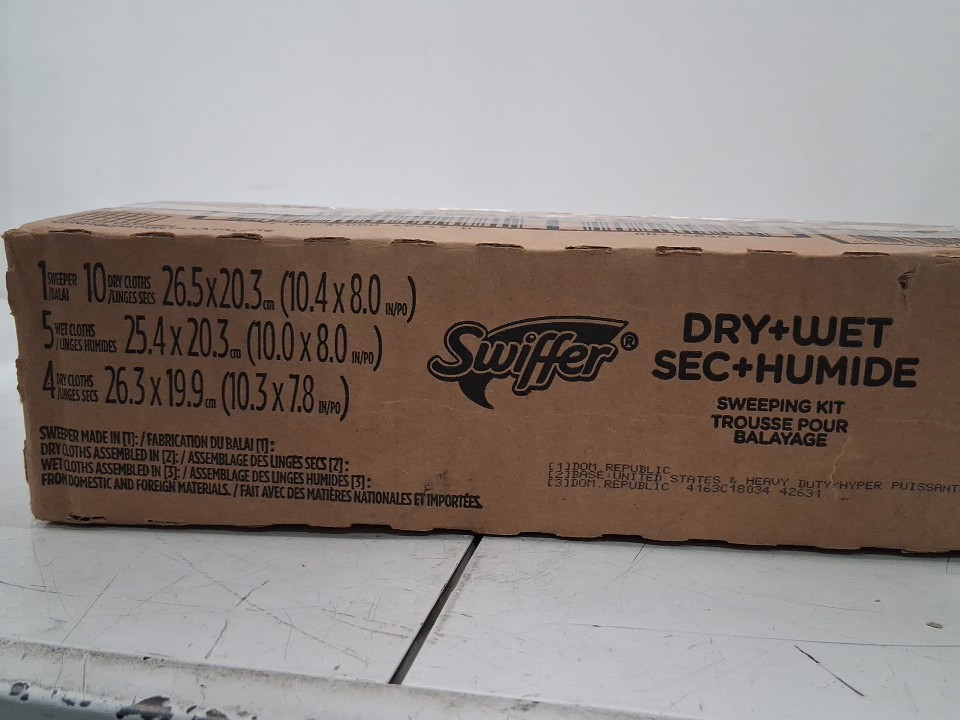 1 SWEEPER /BALAI 10 DRY CLOTHS /LINGES SECS 26.5 x 20.3 cm (10.4 x 8.0 IN/PO)
5 WET CLOTHS /LINGES HUMIDES 25.4 x 20.3 cm (10.0 x 8.0 IN/PO)
4 DRY CLOTHS /LINGES SECS 26.3 x 19.9 cm (10.3 x 7.8 IN/PO)
SWEEPER MADE IN [1]: / FABRICATION DU BALAI [1]:
DRY CLOTHS ASSEMBLED IN [2]: / ASSEMBLAGE DES LINGES SECS [2]:
WET CLOTHS ASSEMBLED IN [3]: / ASSEMBLAGE DES LINGES HUMIDES [3]:
FROM DOMESTIC AND FOREIGN MATERIALS. / FAIT AVEC DES MATIÈRES NATIONALES ET IMPORTÉES.
Swiffer®
DRY+WET
SEC+HUMIDE
SWEEPING KIT
TROUSSE POUR
BALAYAGE
[1]DOM.REPUBLIC
[2]BASE:UNITED STATES & HEAVY DUTY/HYPER PUISSANT
[3]DOM.REPUBLIC 4163C18034 42631